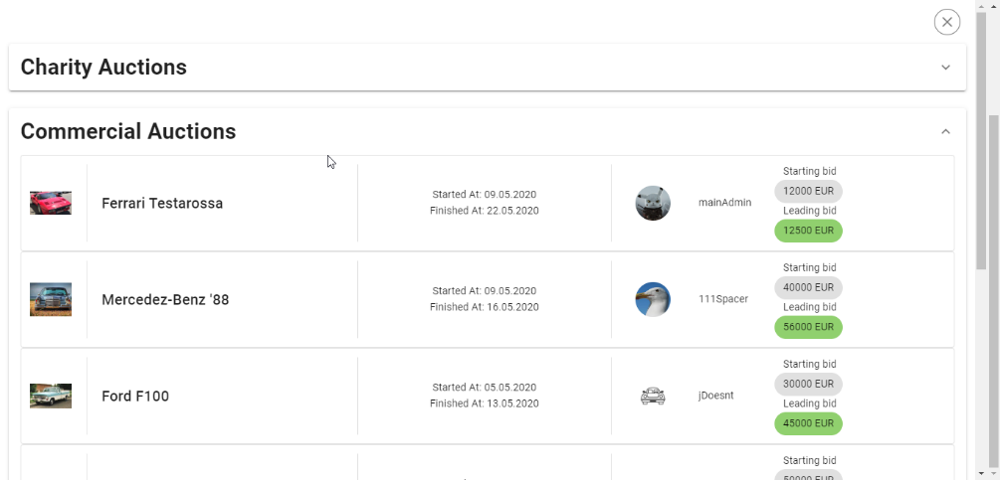 Charity Auctions
Commercial Auctions
Ferrari Testarossa
Started At: 09.05.2020
Finished At: 22.05.2020
mainAdmin
Starting bid
12000 EUR
Leading bid
12500 EUR
Mercedez-Benz '88
Started At: 09.05.2020
Finished At: 16.05.2020
111Spacer
Starting bid
40000 EUR
Leading bid
56000 EUR
Ford F100
Started At: 05.05.2020
Finished At: 13.05.2020
jDoesnt
Starting bid
30000 EUR
Leading bid
45000 EUR
Starting bid
50000 EUR